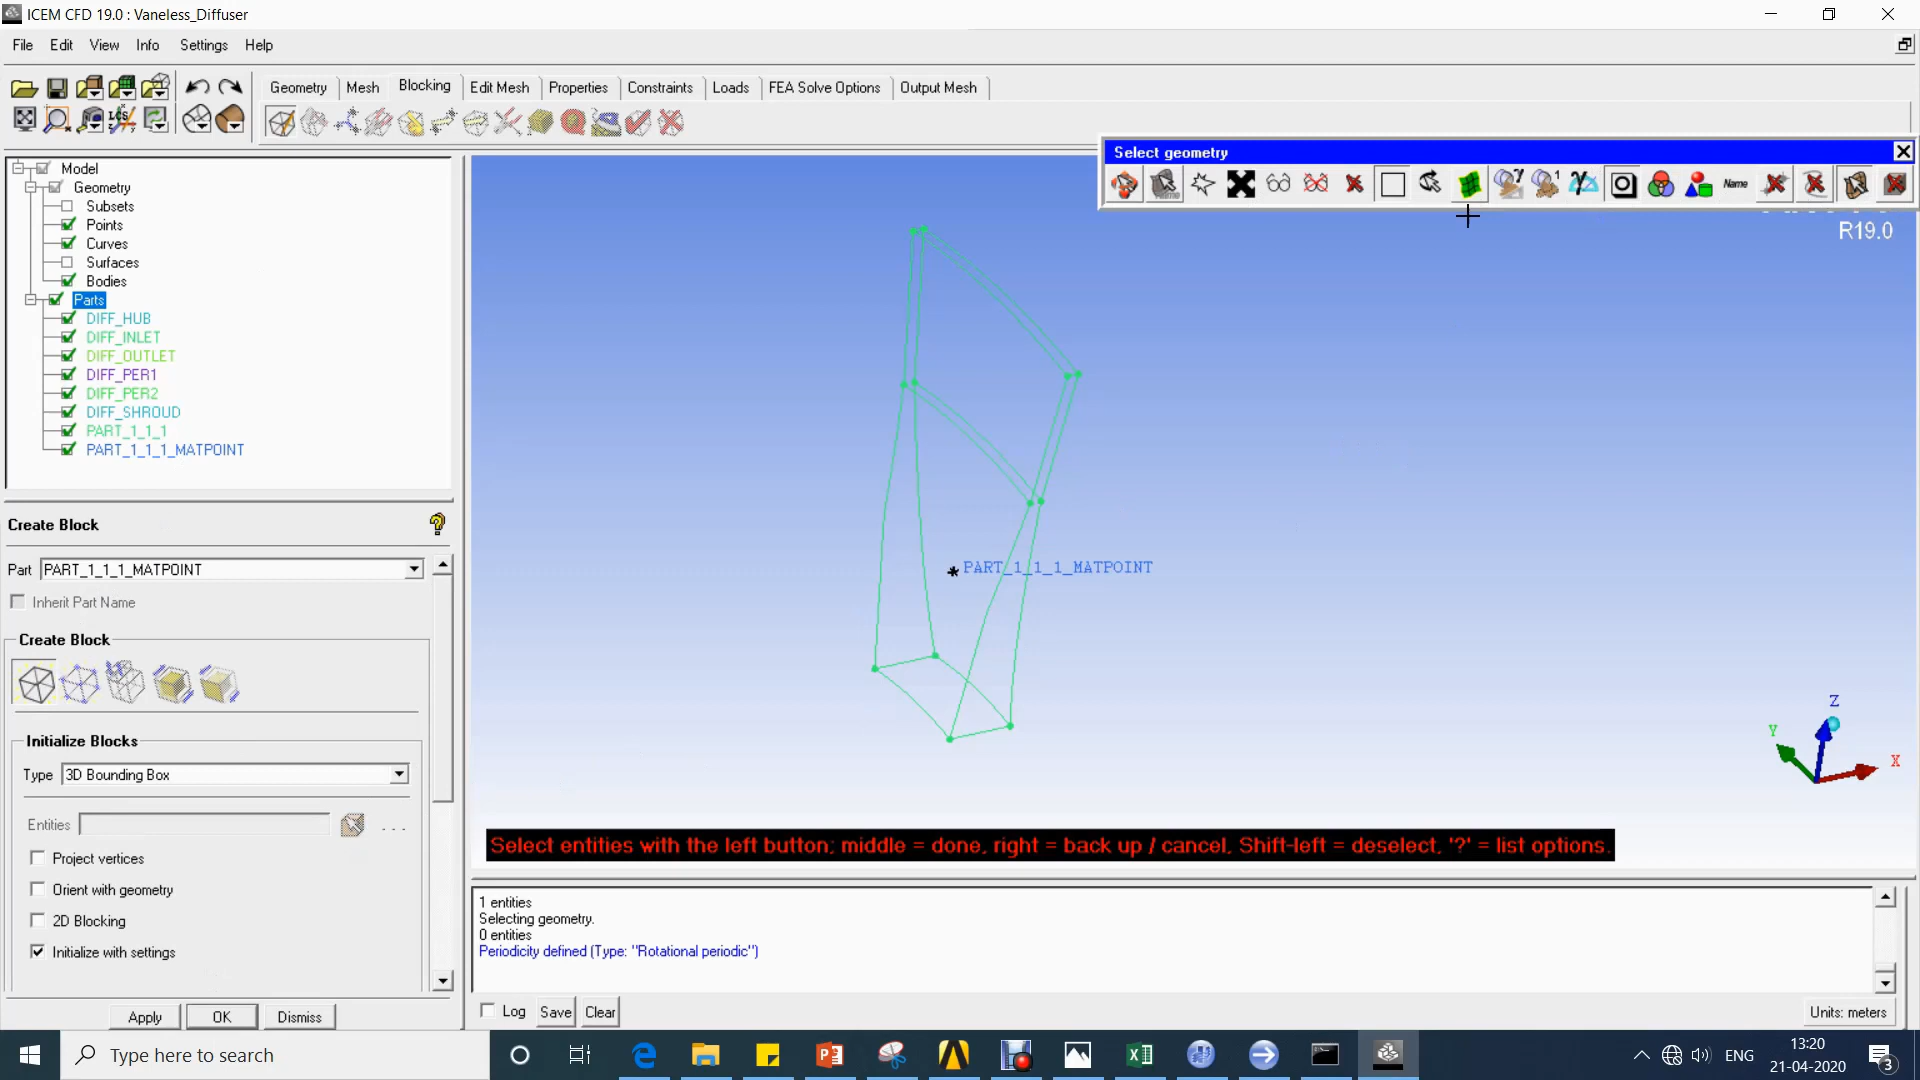 ICEM CFD 19.0 : Vaneless_Diffuser
File Edit View Info Settings Help
Geometry Mesh Blocking Edit Mesh Properties Constraints Loads FEA Solve Options Output Mesh
Select geometry
Name
R19.0
Model
Geometry
Subsets
Points
Curves
Surfaces
Bodies
Parts
DIFF_HUB
DIFF_INLET
DIFF_OUTLET
DIFF_PER1
DIFF_PER2
DIFF_SHROUD
PART_1_1_1
PART_1_1_1_MATPOINT
Create Block
Part PART_1_1_1_MATPOINT
Inherit Part Name
Create Block
Initialize Blocks
Type 3D Bounding Box
Entities
Project vertices
Orient with geometry
2D Blocking
Initialize with settings
Apply OK Dismiss
PART_1_1_1_MATPOINT
Z
Y
X
Select entities with the left button; middle = done, right = back up / cancel, Shift-left = deselect, '?' = list options.
1 entities
Selecting geometry.
0 entities
Periodicity defined (Type: "Rotational periodic")
Log Save Clear
Units: meters
Type here to search
ENG
13:20
21-04-2020
3